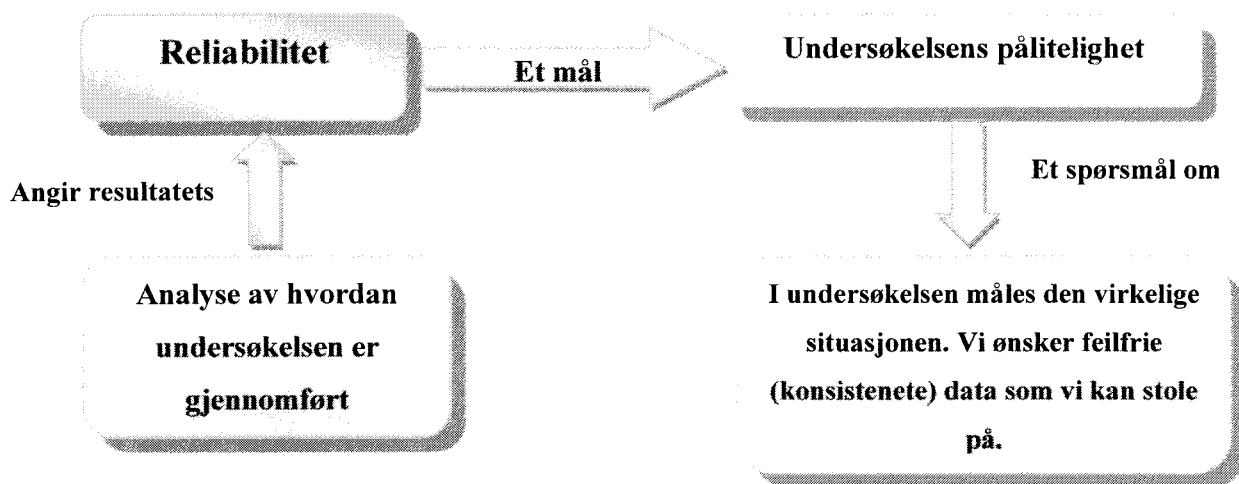 Reliabilitet
Et mål
Undersøkelsens pålitelighet
Angir resultatets
Et spørsmål om
Analyse av hvordan
undersøkelsen er
gjennomført
I undersøkelsen måles den virkelige
situasjonen. Vi ønsker feilfrie
(konsistenete) data som vi kan stole
på.